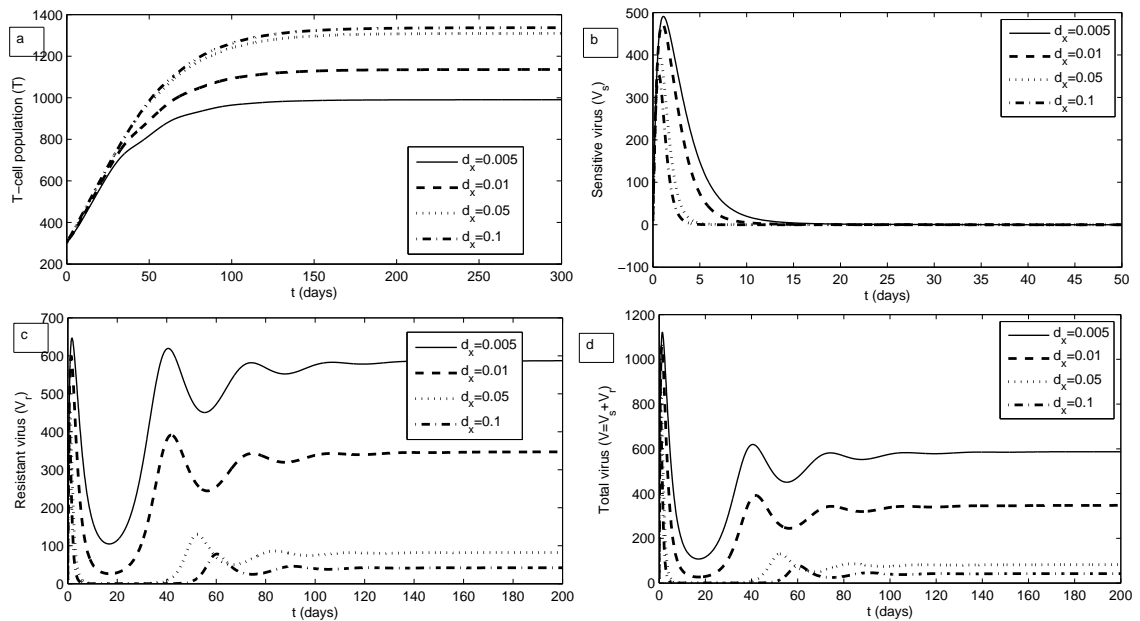 a
1400
1200
1000
800
600
400
200
0 50 100 150 200 250 300
T-cell population (T)
t (days)
d_x=0.005
d_x=0.01
d_x=0.05
d_x=0.1
b
500
400
300
200
100
0
-100
0 5 10 15 20 25 30 35 40 45 50
Sensitive virus (V_s)
t (days)
d_x=0.005
d_x=0.01
d_x=0.05
d_x=0.1
c
700
600
500
400
300
200
100
0
0 20 40 60 80 100 120 140 160 180 200
Resistant virus (V_r)
t (days)
d_x=0.005
d_x=0.01
d_x=0.05
d_x=0.1
d
1200
1000
800
600
400
200
0
0 20 40 60 80 100 120 140 160 180 200
Total virus (V=V_s+V_r)
t (days)
d_x=0.005
d_x=0.01
d_x=0.05
d_x=0.1